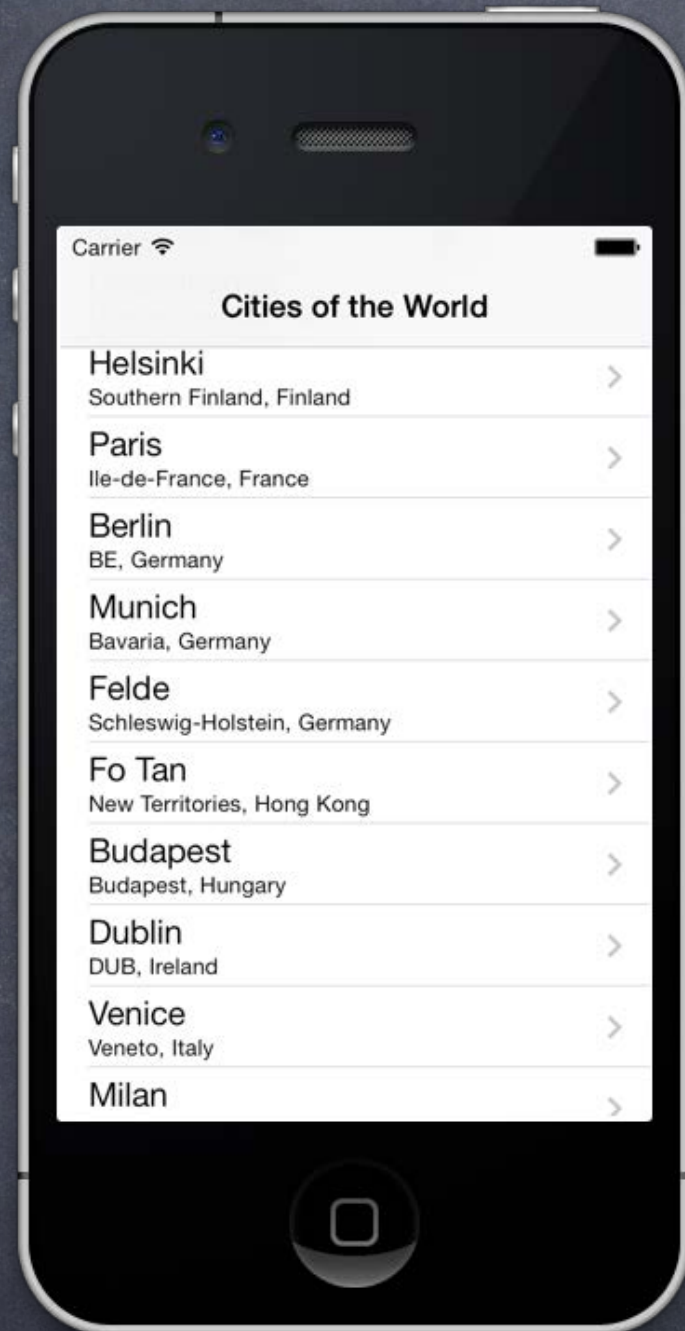 Carrier
Cities of the World
Helsinki
Southern Finland, Finland
Paris
Ile-de-France, France
Berlin
BE, Germany
Munich
Bavaria, Germany
Felde
Schleswig-Holstein, Germany
Fo Tan
New Territories, Hong Kong
Budapest
Budapest, Hungary
Dublin
DUB, Ireland
Venice
Veneto, Italy
Milan